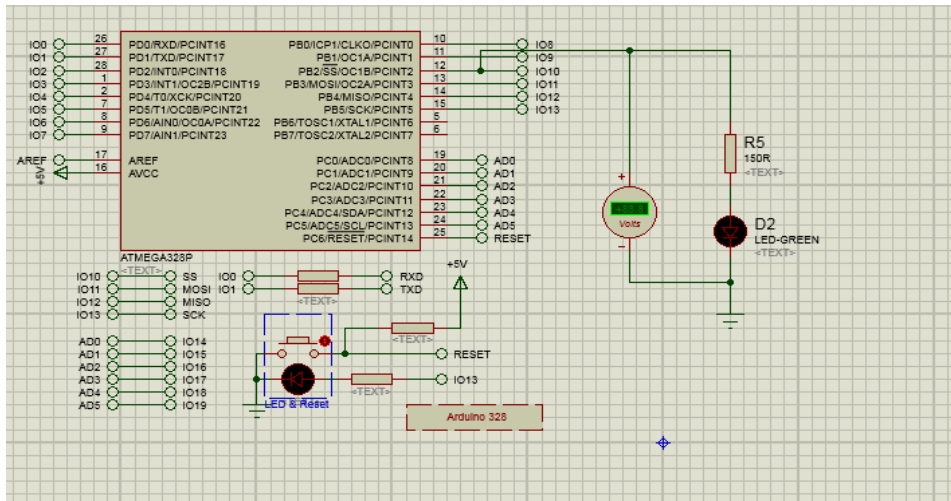 IO0 26 PD0/RXD/PCINT16 PB0/ICP1/CLKO/PCINT0 10 IO8
IO1 27 PD1/TXD/PCINT17 PB1/OC1A/PCINT1 11 IO9
IO2 28 PD2/INT0/PCINT18 PB2/SS/OC1B/PCINT2 12 IO10
IO3 1 PD3/INT1/OC2B/PCINT19 PB3/MOSI/OC2A/PCINT3 13 IO11
IO4 2 PD4/T0/XCK/PCINT20 PB4/MISO/PCINT4 14 IO12
IO5 7 PD5/T1/OC0B/PCINT21 PB5/SCK/PCINT5 15 IO13
IO6 8 PD6/AIN0/OC0A/PCINT22 PB6/TOSC1/XTAL1/PCINT6 5
IO7 9 PD7/AIN1/PCINT23 PB7/TOSC2/XTAL2/PCINT7 6
AREF 17 AREF PC0/ADC0/PCINT8 19 AD0
+5V 16 AVCC PC1/ADC1/PCINT9 20 AD1
PC2/ADC2/PCINT10 21 AD2
PC3/ADC3/PCINT11 22 AD3
PC4/ADC4/SDA/PCINT12 23 AD4
PC5/ADC5/SCL/PCINT13 24 AD5
PC6/RESET/PCINT14 25 RESET
ATMEGA328P
<TEXT>
R5
150R
<TEXT>
+
Volts
D2
LED-GREEN
<TEXT>
IO10 SS
IO11 MOSI
IO12 MISO
IO13 SCK
IO0 RXD
IO1 TXD
<TEXT>
+5V
<TEXT>
RESET
IO13
<TEXT>
LED & Reset
AD0 IO14
AD1 IO15
AD2 IO16
AD3 IO17
AD4 IO18
AD5 IO19
Arduino 328